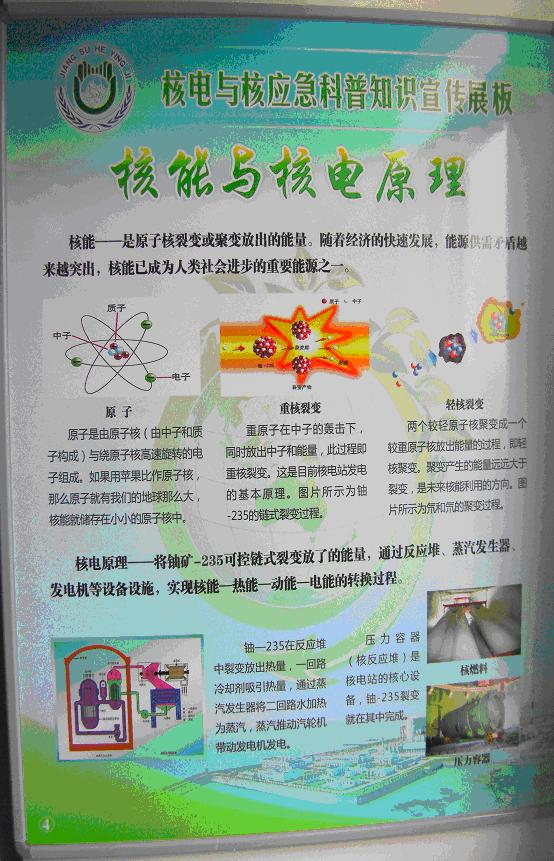 JIANG SU HE YING JI
核电与核应急科普知识宣传展板
核能与核电原理
核能——是原子核裂变或聚变放出的能量。随着经济的快速发展，能源供需矛盾越
来越突出，核能已成为人类社会进步的重要能源之一。
质子
中子
电子
质子
中子
原 子
原子是由原子核（由中子和质
子构成）与绕原子核高速旋转的电
子组成。如果用苹果比作原子核，
那么原子就有我们的地球那么大，
核能就储存在小小的原子核中。
重核裂变
重原子在中子的轰击下，
同时放出中子和能量，此过程即
重核裂变。这是目前核电站发电
的基本原理。图片所示为铀
-235的链式裂变过程。
轻核裂变
两个较轻原子核聚变成一个
较重原子核放出能量的过程，即轻
核聚变。聚变产生的能量远远大于
裂变，是未来核能利用的方向。图
片所示为氘和氚的聚变过程。
核电原理——将铀矿-235可控链式裂变放了的能量，通过反应堆、蒸汽发生器、
发电机等设备设施，实现核能—热能—动能—电能的转换过程。
铀—235在反应堆
中裂变放出热量，一回路
冷却剂吸引热量，通过蒸
汽发生器将二回路水加热
为蒸汽，蒸汽推动汽轮机
带动发电机发电。
压力容器
（核反应堆）是
核电站的核心设
备，铀-235裂变
就在其中完成。
核燃料
压力容器
4